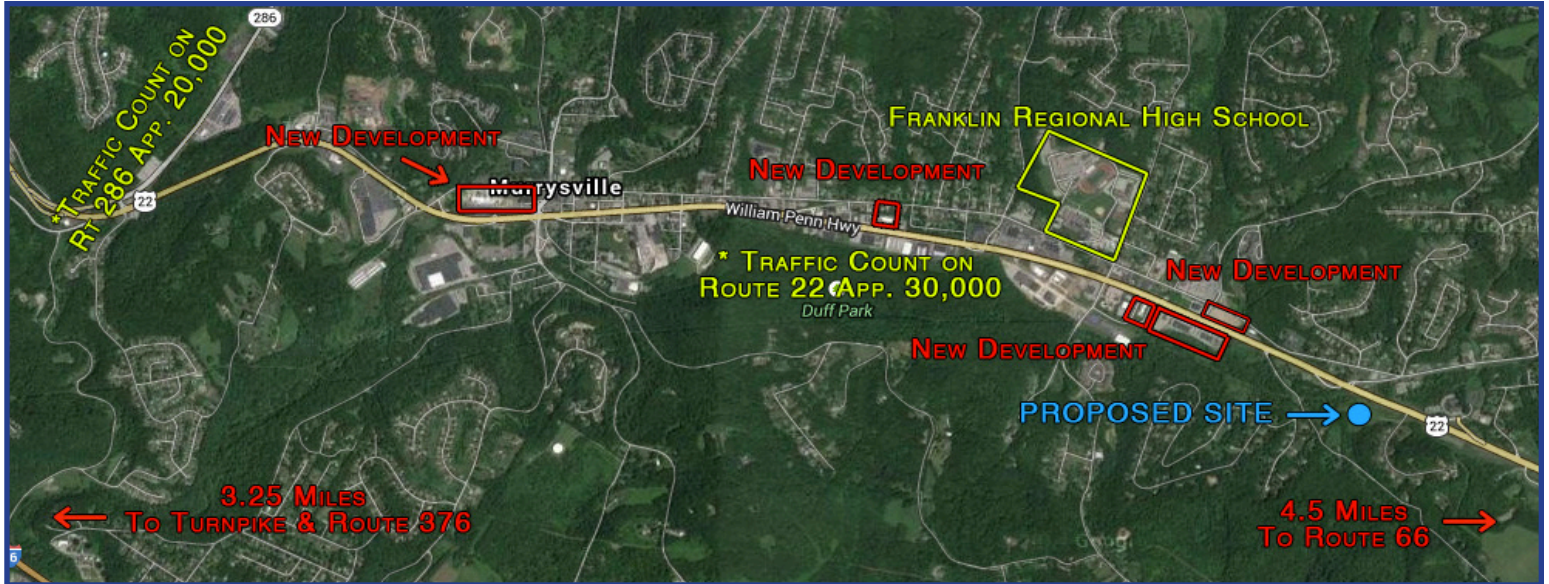 286
*Traffic Count on
Rt 286 App. 20,000
New Development
Murrysville
22
New Development
Franklin Regional High School
William Penn Hwy
* Traffic Count on
Route 22 App. 30,000
Duff Park
New Development
New Development
PROPOSED SITE
22
3.25 Miles
To Turnpike & Route 376
4.5 Miles
To Route 66
6